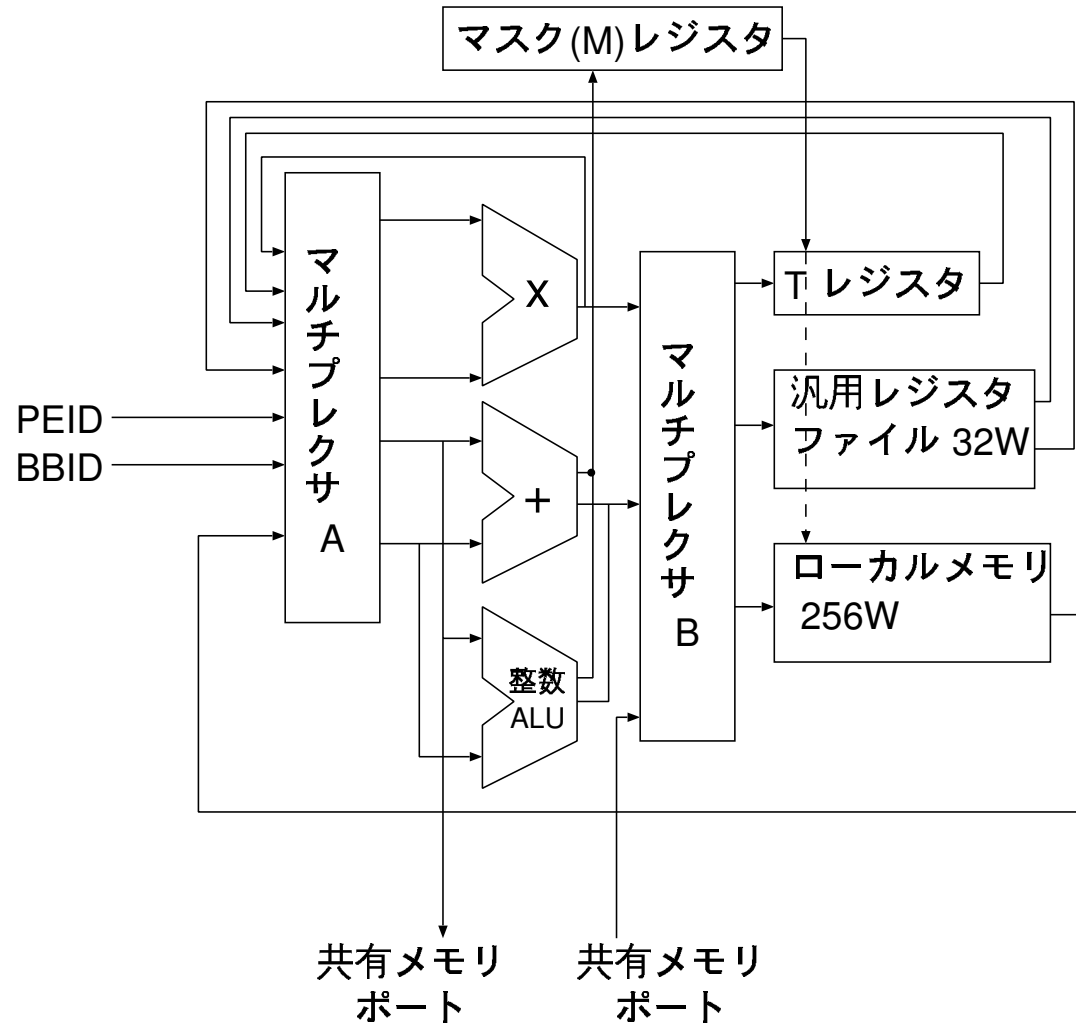 マスク(M)レジスタ
マルチプレクサ
A
X
+
整数
ALU
マルチプレクサ
B
T レジスタ
汎用レジスタ
ファイル 32W
ローカルメモリ
256W
PEID
BBID
共有メモリ
ポート
共有メモリ
ポート